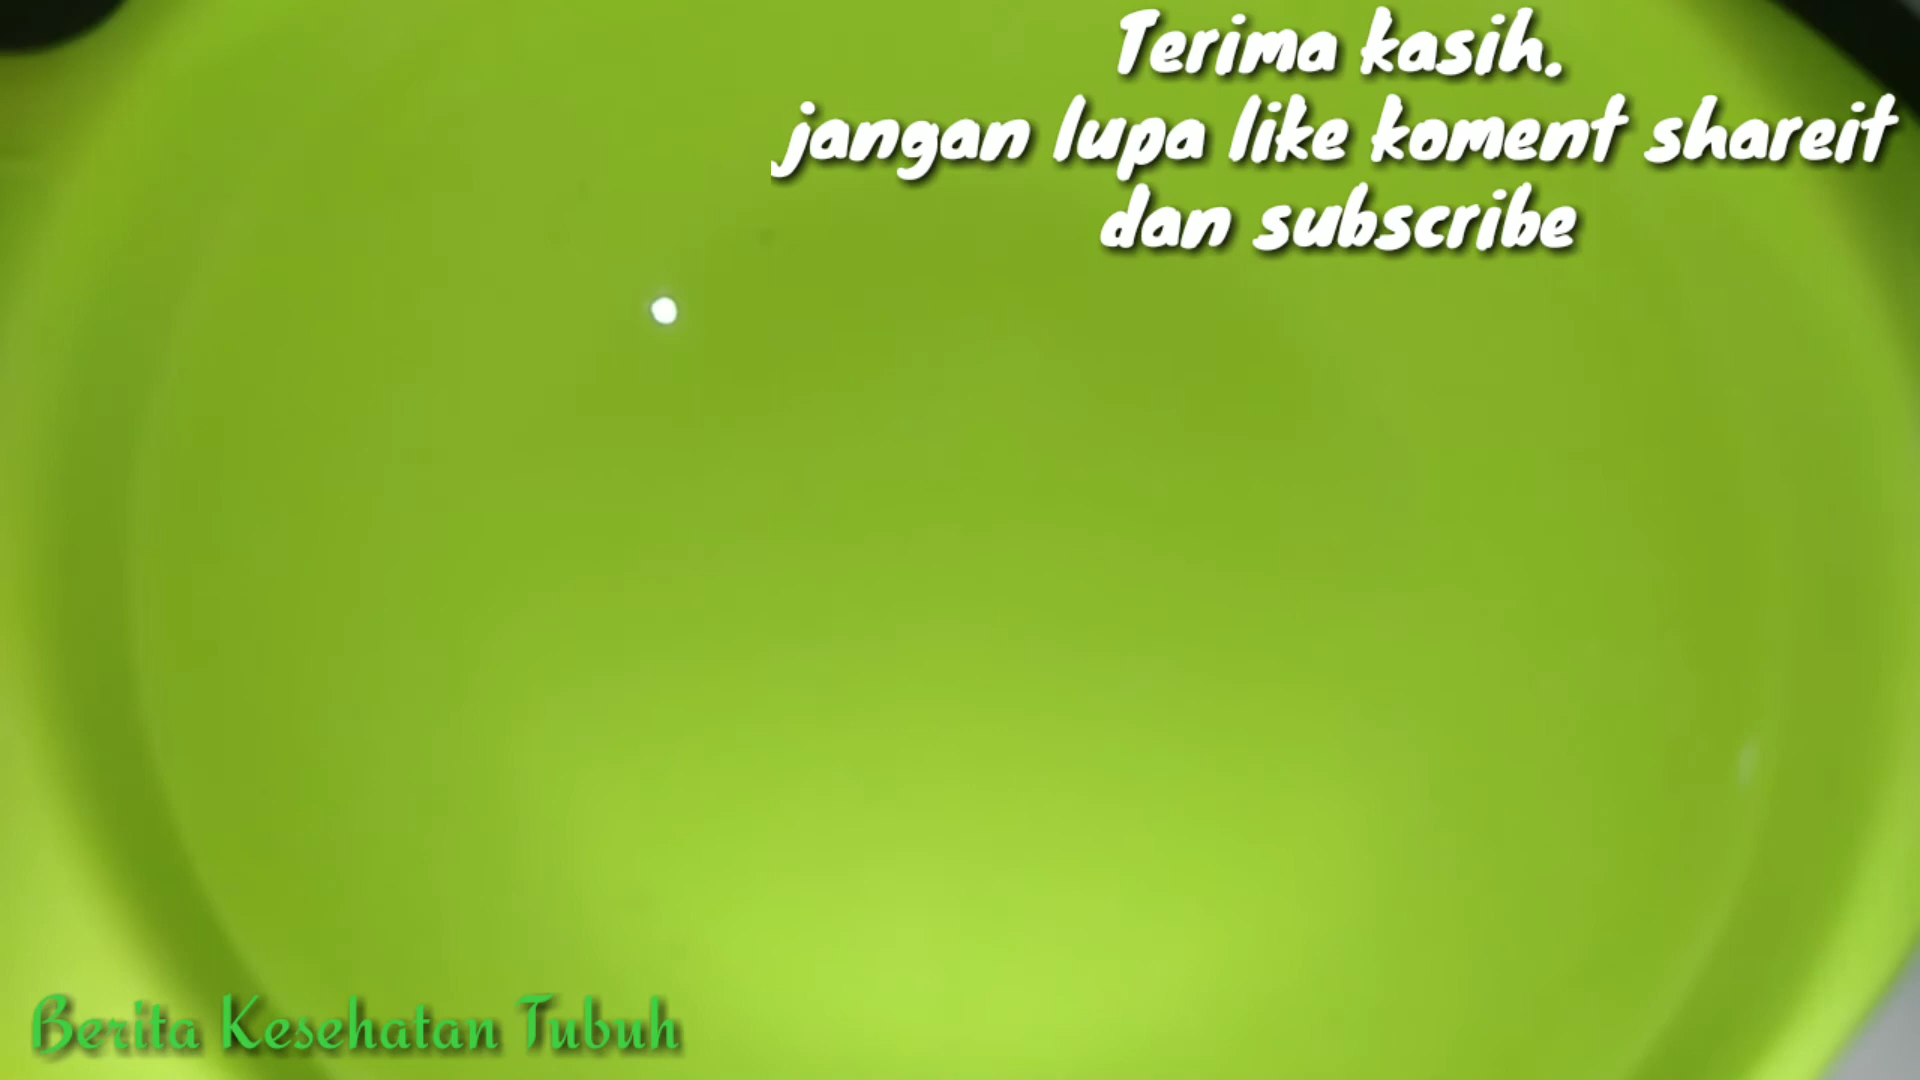 Terima kasih.
jangan lupa like koment shareit
dan subscribe
Berita Kesehatan Tubuh